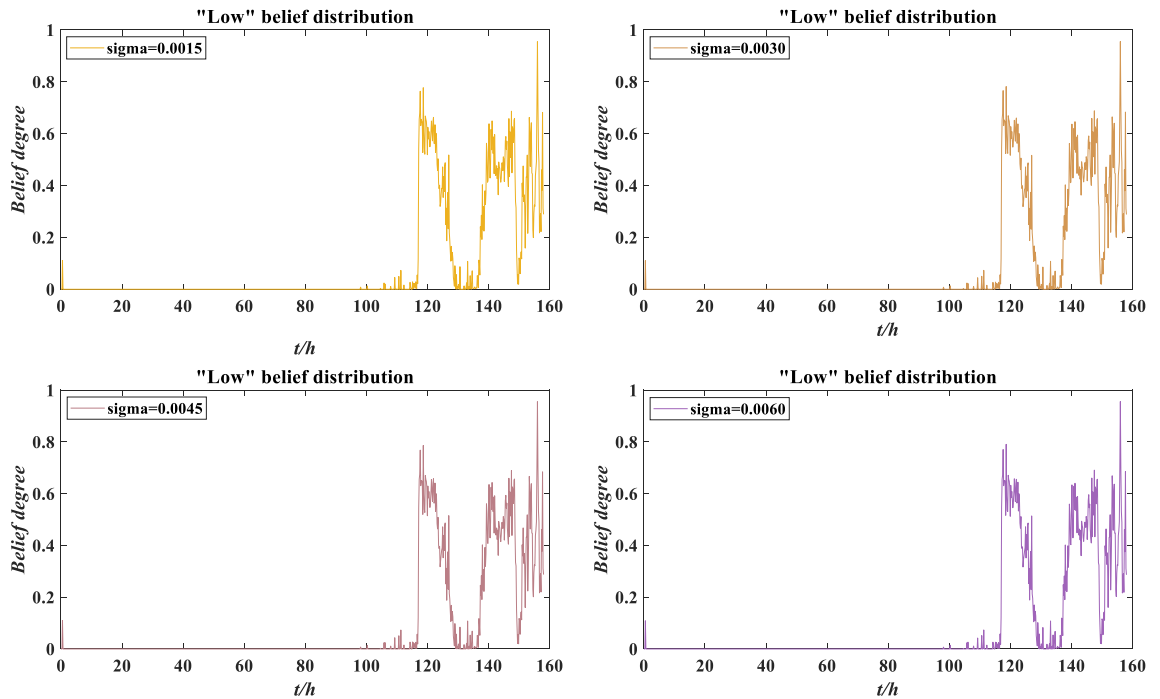 "Low" belief distribution
sigma=0.0015
Belief degree
1
0.8
0.6
0.4
0.2
0
0 20 40 60 80 100 120 140 160
t/h
"Low" belief distribution
sigma=0.0030
Belief degree
1
0.8
0.6
0.4
0.2
0
0 20 40 60 80 100 120 140 160
t/h
"Low" belief distribution
sigma=0.0045
Belief degree
1
0.8
0.6
0.4
0.2
0
0 20 40 60 80 100 120 140 160
t/h
"Low" belief distribution
sigma=0.0060
Belief degree
1
0.8
0.6
0.4
0.2
0
0 20 40 60 80 100 120 140 160
t/h